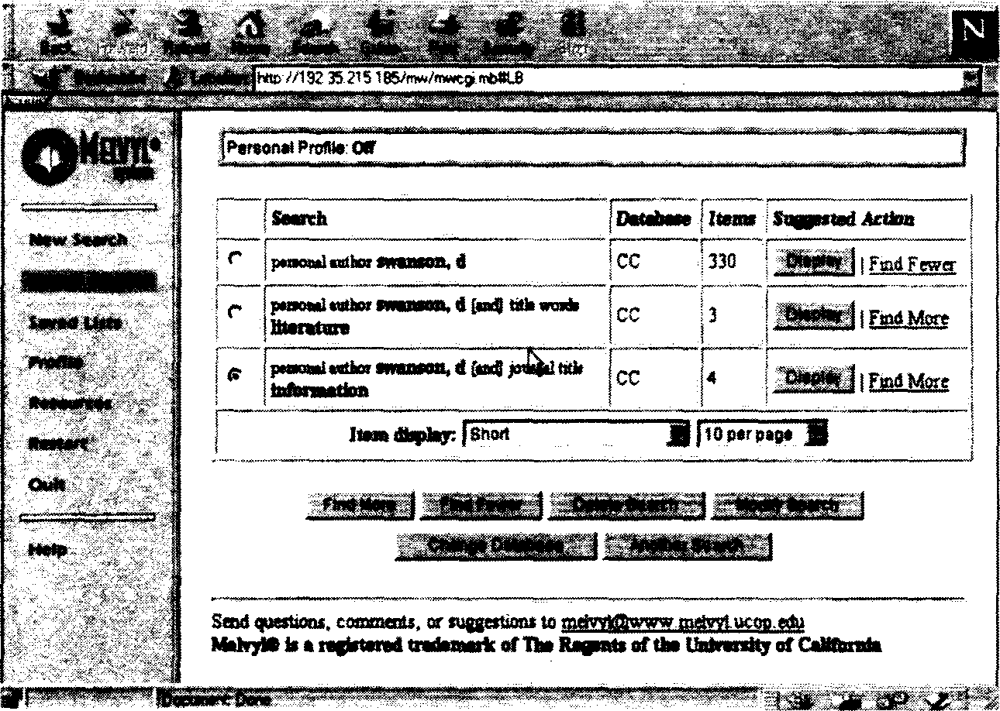 Back
Reload
Home
Search
Print
Security
Stop
http://192.35.215.185/mw/mwcgi.mb#LB
MELVYL®
system
New Search
Saved Lists
Profile
Resources
Restart
Quit
Help
Personal Profile: Off
Search Database Items Suggested Action
personal author swanson, d CC 330 Display | Find Fewer
personal author swanson, d [and] title words
literature CC 3 Display | Find More
personal author swanson, d [and] journal title
information CC 4 Display | Find More
Item display: Short 10 per page
Find More Find Fewer Delete Search Modify Search
Change Database Another Search
Send questions, comments, or suggestions to melvyl@www.melvyl.ucop.edu
Melvyl® is a registered trademark of The Regents of the University of California
Document: Done